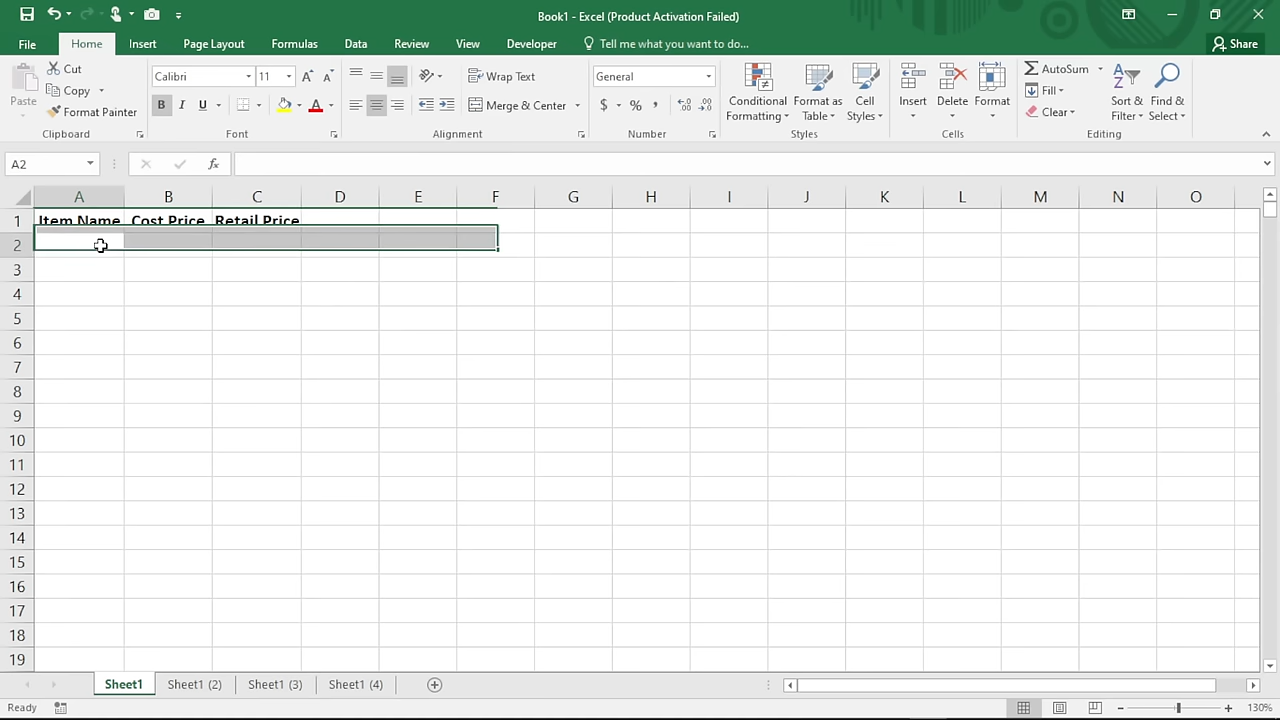 Book1 - Excel (Product Activation Failed)
File Home Insert Page Layout Formulas Data Review View Developer Tell me what you want to do... Share
Paste Cut Copy Format Painter Clipboard
Calibri 11 A A B I U A Font
Wrap Text Merge & Center Alignment
General $ % , Number
Conditional Formatting Format as Table Cell Styles Styles
Insert Delete Format Cells
AutoSum Fill Clear Sort & Filter Find & Select Editing
A2 fx
A B C D E F G H I J K L M N O
1 Item Name Cost Price Retail Price
2
3
4
5
6
7
8
9
10
11
12
13
14
15
16
17
18
19
Sheet1 Sheet1 (2) Sheet1 (3) Sheet1 (4)
Ready 130%